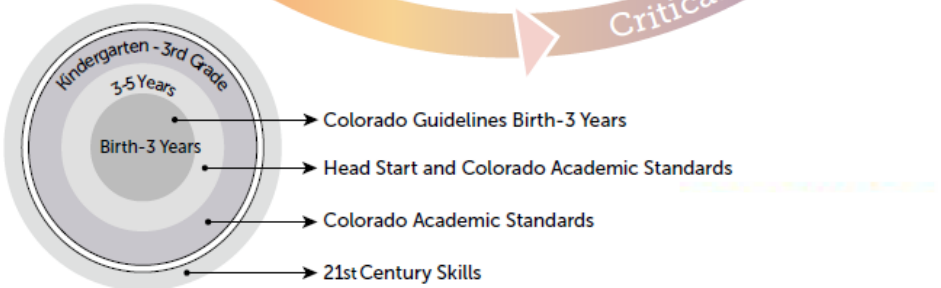 Critica
Kindergarten - 3rd Grade
3-5 Years
Birth-3 Years
Colorado Guidelines Birth-3 Years
Head Start and Colorado Academic Standards
Colorado Academic Standards
21st Century Skills